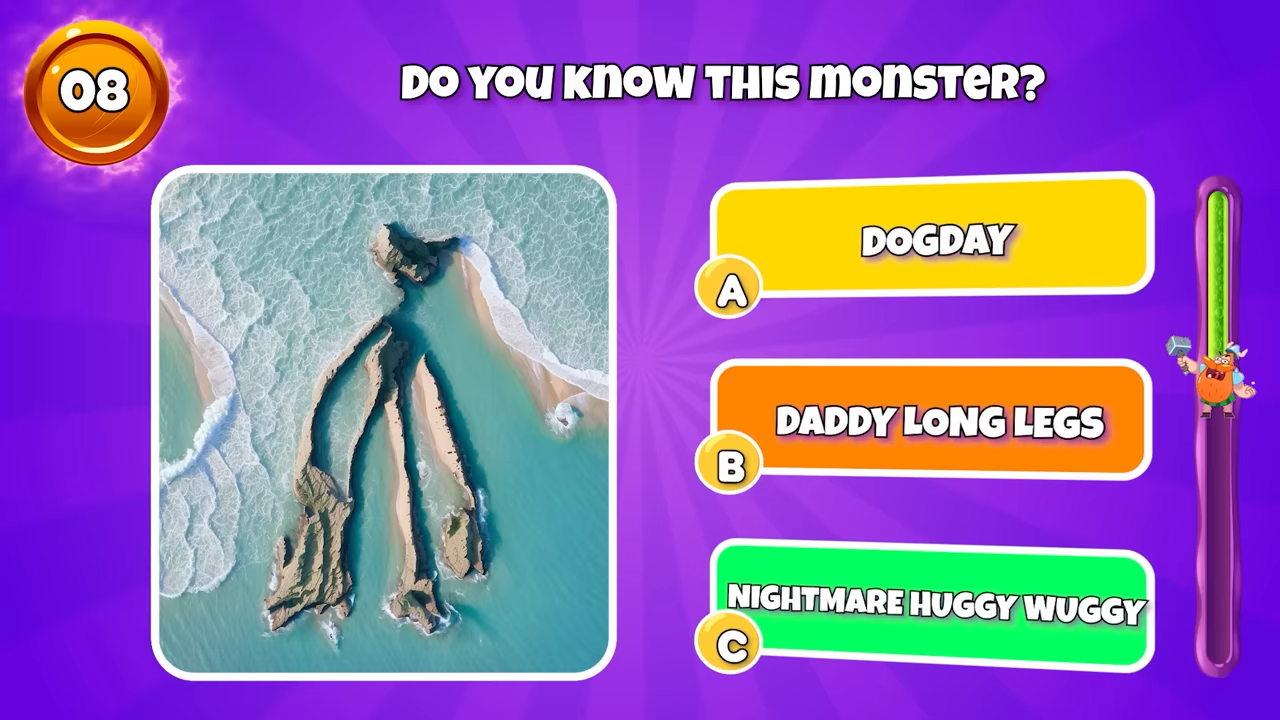 08
DO YOU KNOW THIS MONSTER?
DOGDAY
A
DADDY LONG LEGS
B
NIGHTMARE HUGGY WUGGY
C